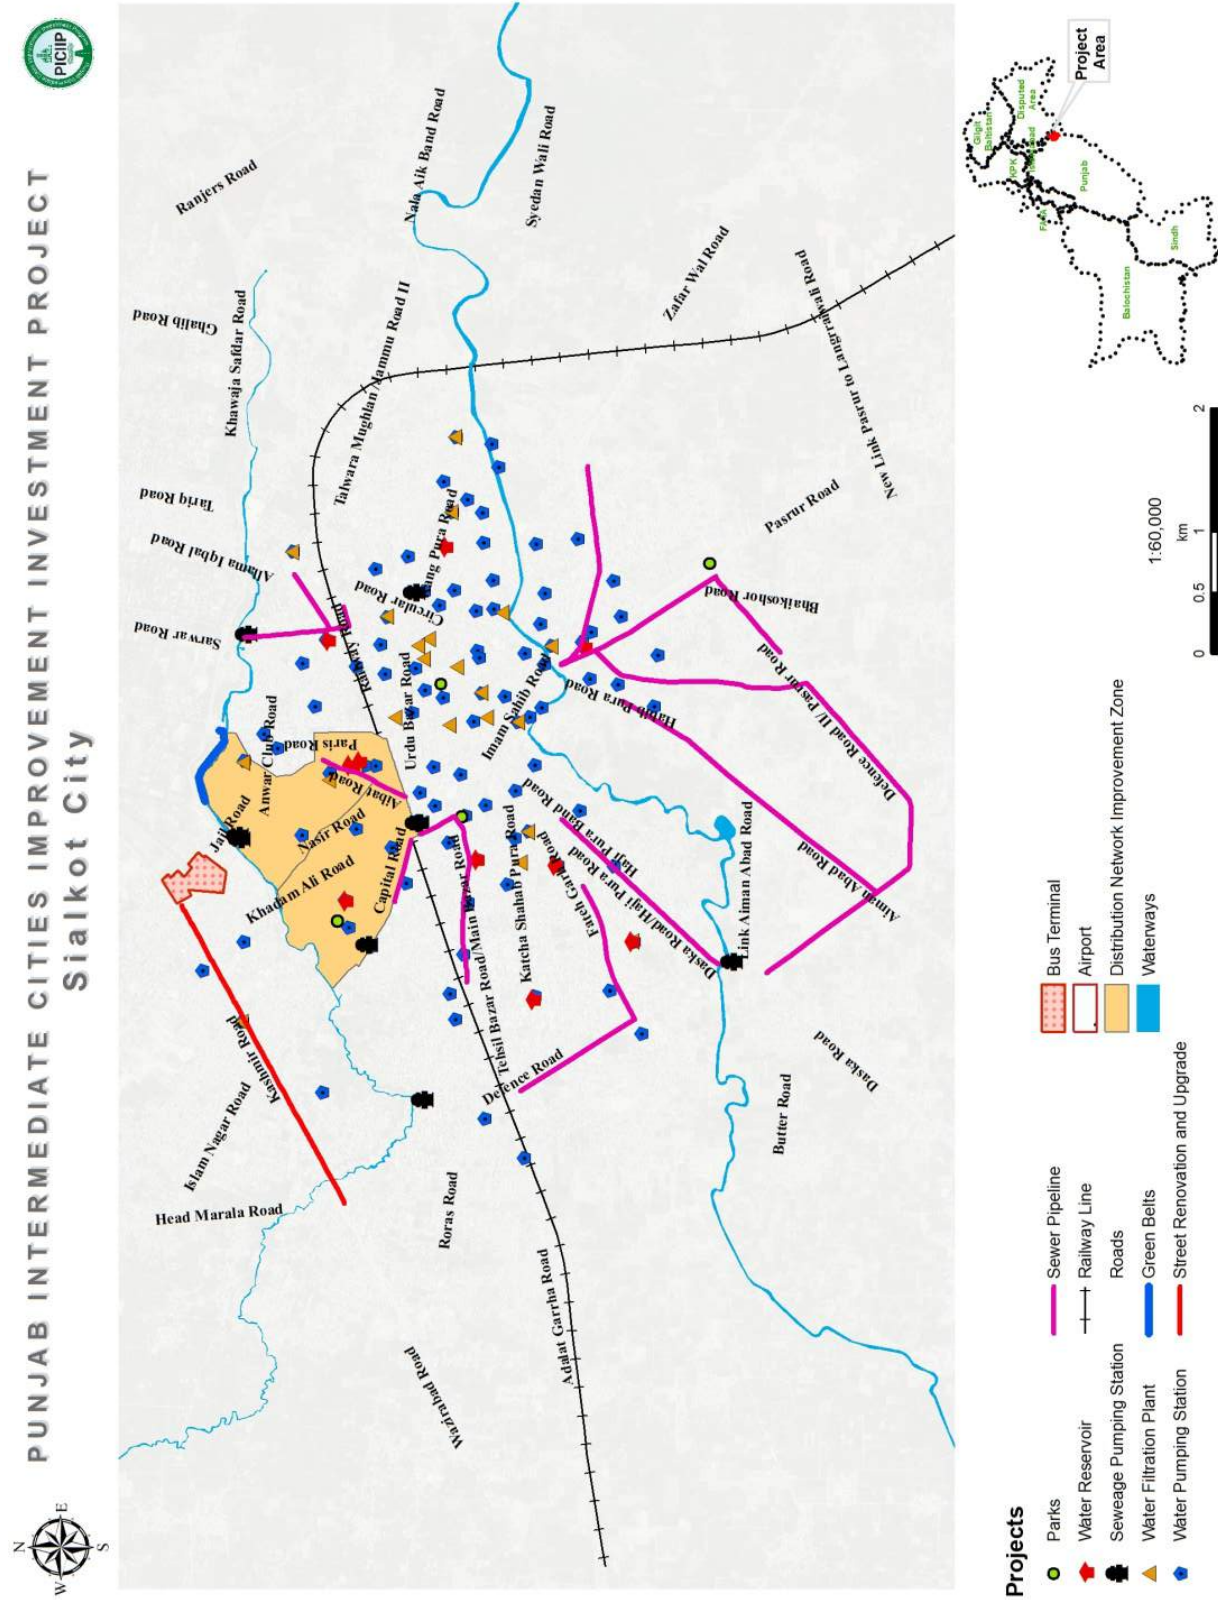 PUNJAB INTERMEDIATE CITIES IMPROVEMENT INVESTMENT PROJECT
Sialkot City
PICIIP
N
W
E
S
Ranjers Road
Ghalib Road
Khawaja Safdar Road
Nala Aik Band Road
Syedan Wali Road
Talwara Mughlan /Jammu Road II
Zafar Wal Road
New Link Pasrur to Langrraiwali Road
Tariq Road
Allama Iqbal Road
Sarwar Road
Circular Road
Pura Road
Pasrur Road
Bhaikoshor Road
Railway Road
Urdu Bazar Road
Imam Sahib Road
Habib Pura Road
Defence Road II/ Pasrur Road
Anwar Club Road
Paris Road
Aibat Road
Jail Road
Nasir Road
Khadam Ali Road
Capital Road
Tehsil Bazar Road/Main Bazar Road
Katcha Shahab Pura Road
Fateh Garh Road
Haji Pura Band Road
Daska Road/Haji Pura Road
Link Aiman Abad Road
Aiman Abad Road
Kashmir Road
Islam Nagar Road
Head Marala Road
Defence Road
Roras Road
Butter Road
Daska Road
Adalat Garrha Road
Wazirabad Road
Projects
Parks
Water Reservoir
Seweage Pumping Station
Water Filtration Plant
Water Pumping Station
Sewer Pipeline
Railway Line
Roads
Green Belts
Street Renovation and Upgrade
Bus Terminal
Airport
Distribution Network Improvement Zone
Waterways
1:60,000
km
0
0.5
1
2
Project
Area
Gilgit
Baltistan
Disputed
Area
KPK
FATA
Punjab
Balochistan
Sindh